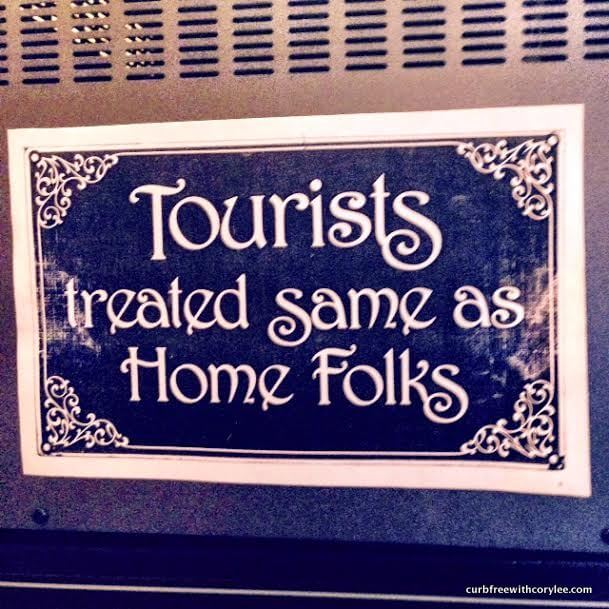 Tourists
treated same as
Home Folks
curbfreewithcorylee.com